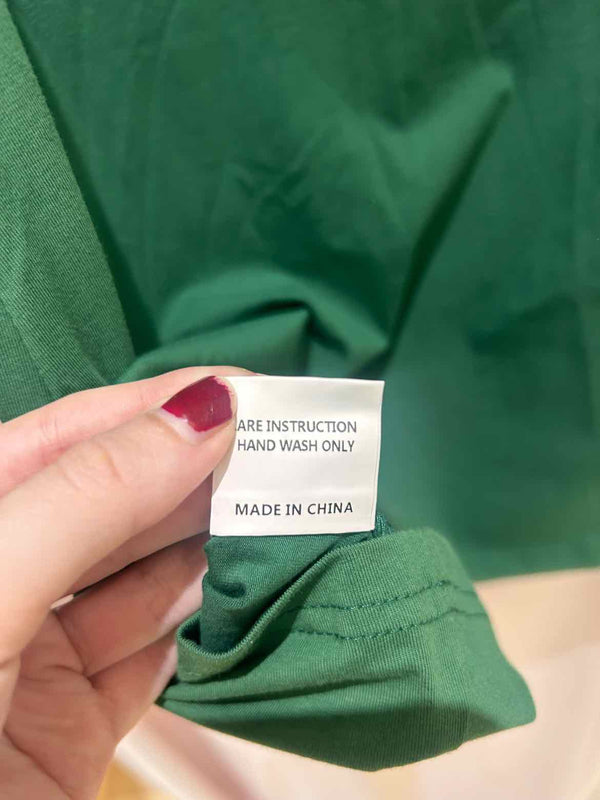 ARE INSTRUCTION
HAND WASH ONLY
MADE IN CHINA